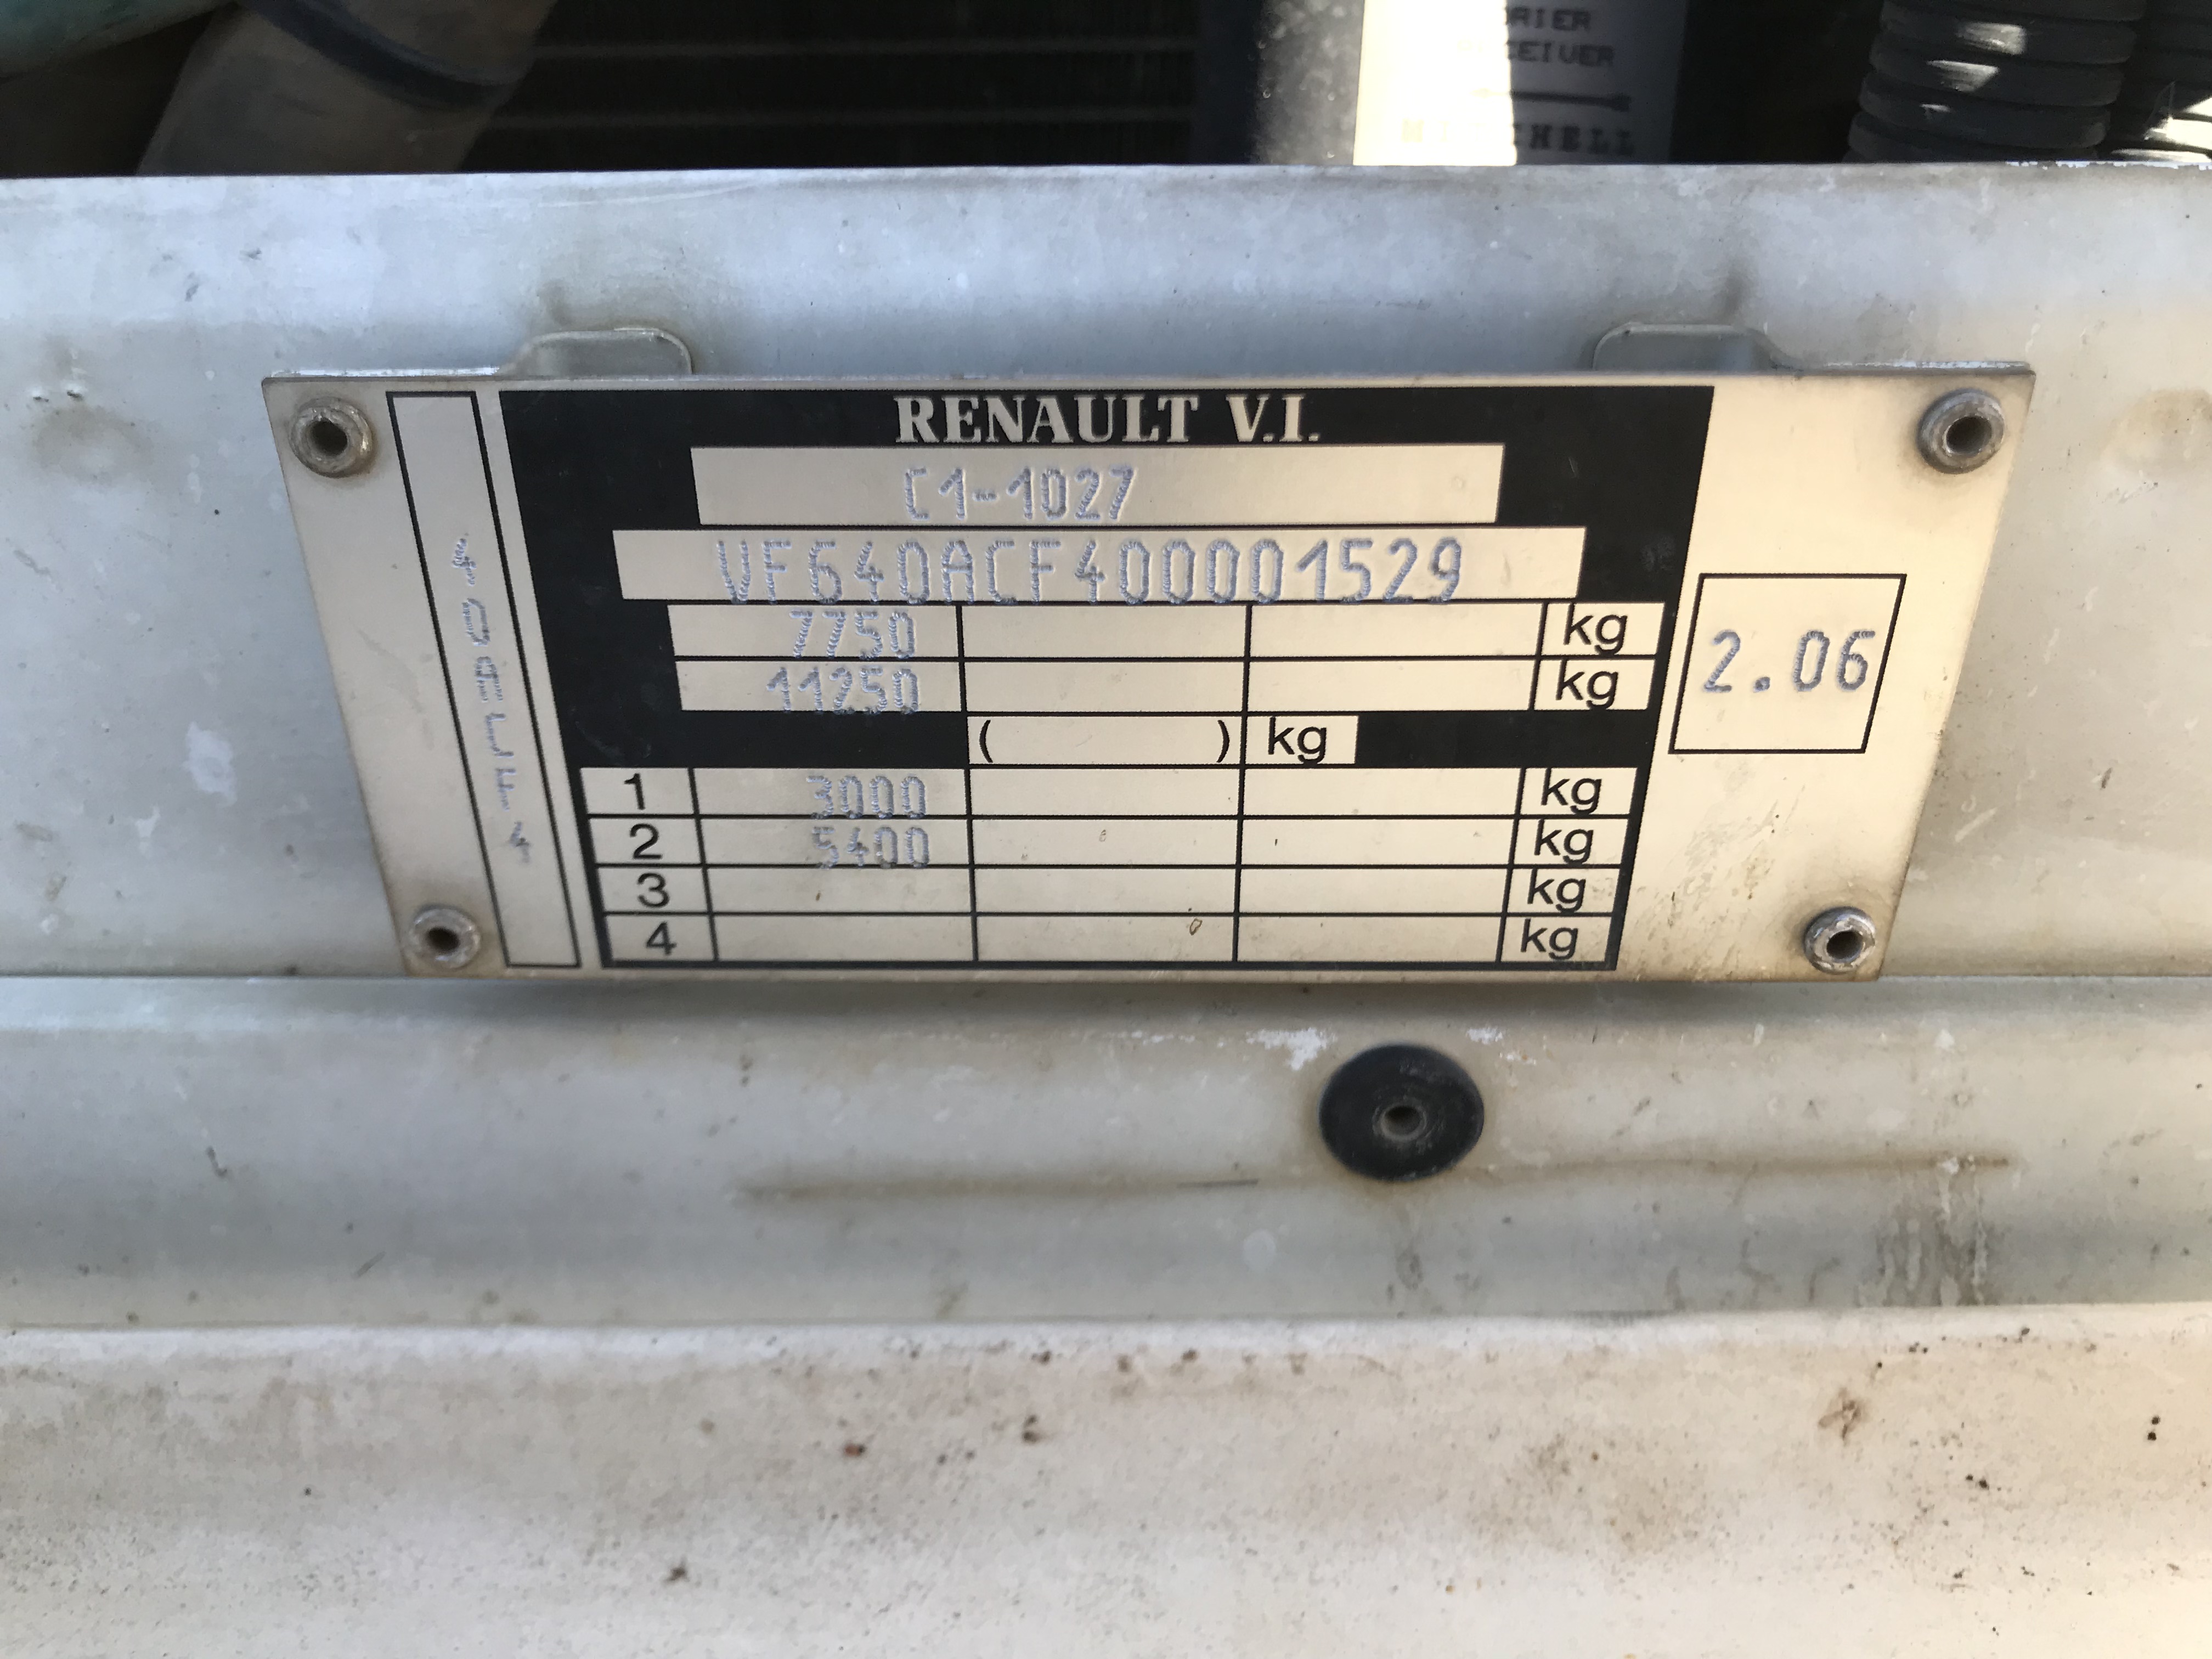 DRIER
RENAULT V.I.
C1-1027
VF640ACF400001529
7750 kg
11250 kg
( ) kg
1 3000 kg
2 5400 kg
3 kg
4 kg
2.06